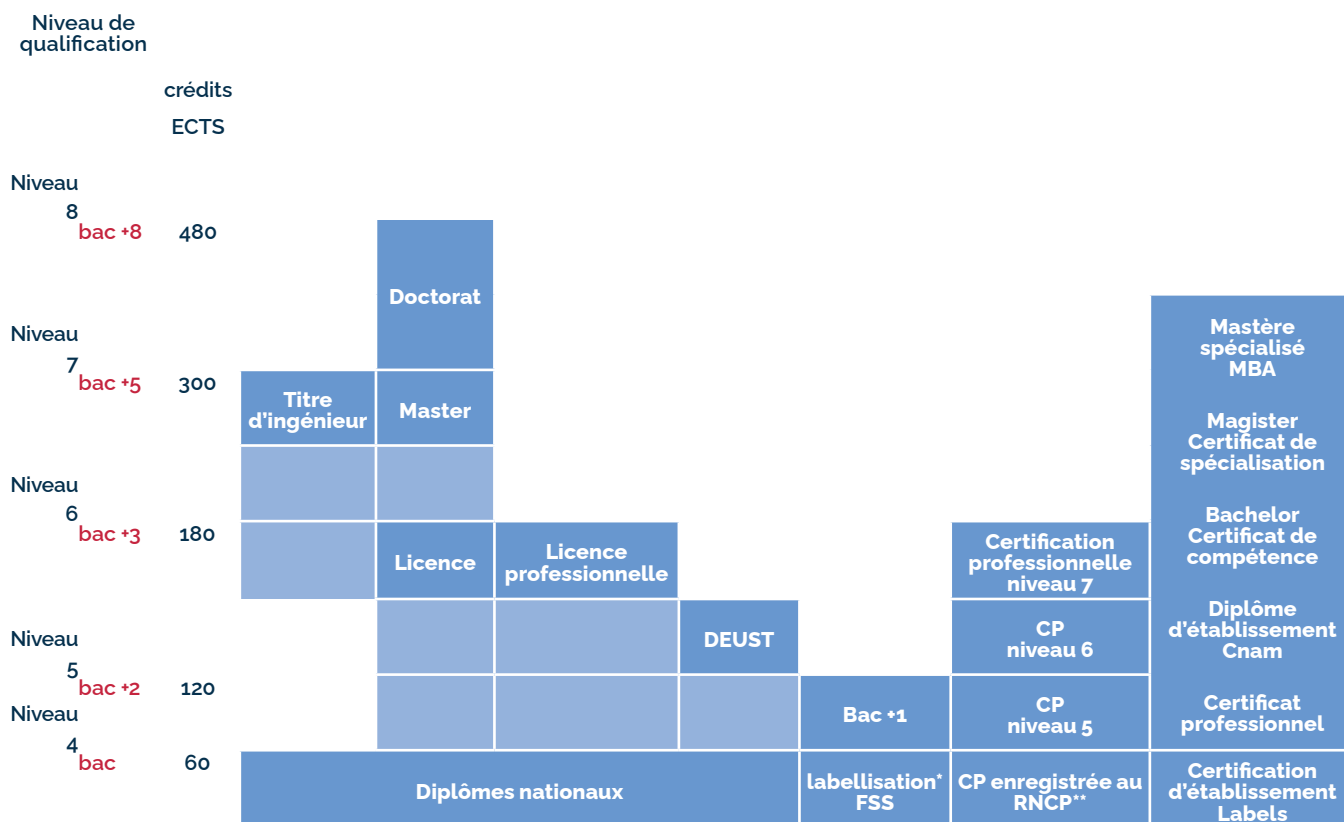 Niveau de
qualification
crédits
ECTS
Niveau
8
bac +8
480
Niveau
7
bac +5
300
Niveau
6
bac +3
180
Niveau
5
bac +2
120
Niveau
4
bac
60
Titre
d'ingénieur
Doctorat
Master
Licence
Licence
professionnelle
DEUST
Bac +1
Certification
professionnelle
niveau 7
CP
niveau 6
CP
niveau 5
Mastère
spécialisé
MBA
Magister
Certificat de
spécialisation
Bachelor
Certificat de
compétence
Diplôme
d'établissement
Cnam
Certificat
professionnel
Diplômes nationaux
labellisation*
FSS
CP enregistrée au
RNCP**
Certification
d'établissement
Labels